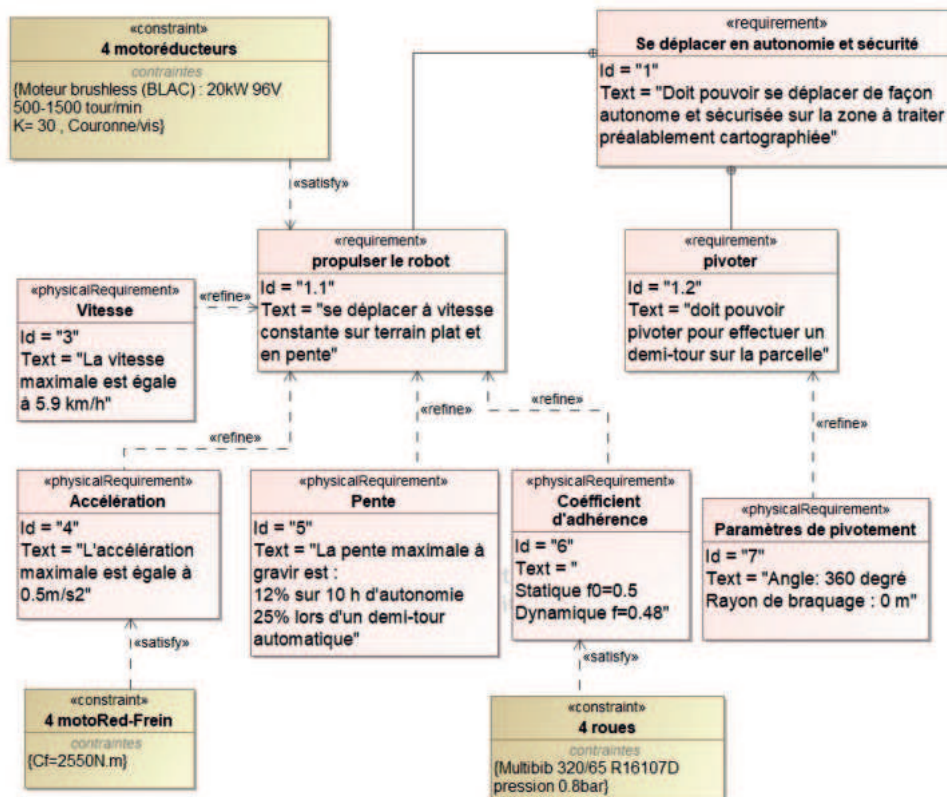 «constraint»
4 motoréducteurs
contraintes
{Moteur brushless (BLAC) : 20kW 96V
500-1500 tour/min
K= 30 , Couronne/vis}
«requirement»
Se déplacer en autonomie et sécurité
Id = "1"
Text = "Doit pouvoir se déplacer de façon
autonome et sécurisée sur la zone à traiter
préalablement cartographiée"
«satisfy»
«requirement»
propulser le robot
Id = "1.1"
Text = "se déplacer à vitesse
constante sur terrain plat et
en pente"
«requirement»
pivoter
Id = "1.2"
Text = "doit pouvoir
pivoter pour effectuer un
demi-tour sur la parcelle"
«physicalRequirement»
Vitesse
Id = "3"
Text = "La vitesse
maximale est égale
à 5.9 km/h"
«refine»
«refine»
«refine»
«refine»
«refine»
«physicalRequirement»
Accélération
Id = "4"
Text = "L'accélération
maximale est égale à
0.5m/s2"
«physicalRequirement»
Pente
Id = "5"
Text = "La pente maximale à
gravir est :
12% sur 10 h d'autonomie
25% lors d'un demi-tour
automatique"
«physicalRequirement»
Coéfficient
d'adhérence
Id = "6"
Text = "
Statique f0=0.5
Dynamique f=0.48"
«physicalRequirement»
Paramètres de pivotement
Id = "7"
Text = "Angle: 360 degré
Rayon de braquage : 0 m"
«satisfy»
«satisfy»
«constraint»
4 motoRed-Frein
contraintes
{Cf=2550N.m}
«constraint»
4 roues
contraintes
{Multibib 320/65 R16107D
pression 0.8bar}